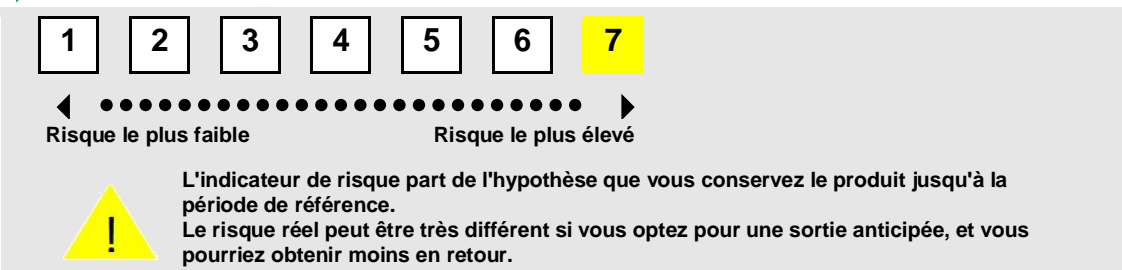 1 2 3 4 5 6 7
Risque le plus faible Risque le plus élevé
L'indicateur de risque part de l'hypothèse que vous conservez le produit jusqu'à la
période de référence.
! Le risque réel peut être très différent si vous optez pour une sortie anticipée, et vous
pourriez obtenir moins en retour.